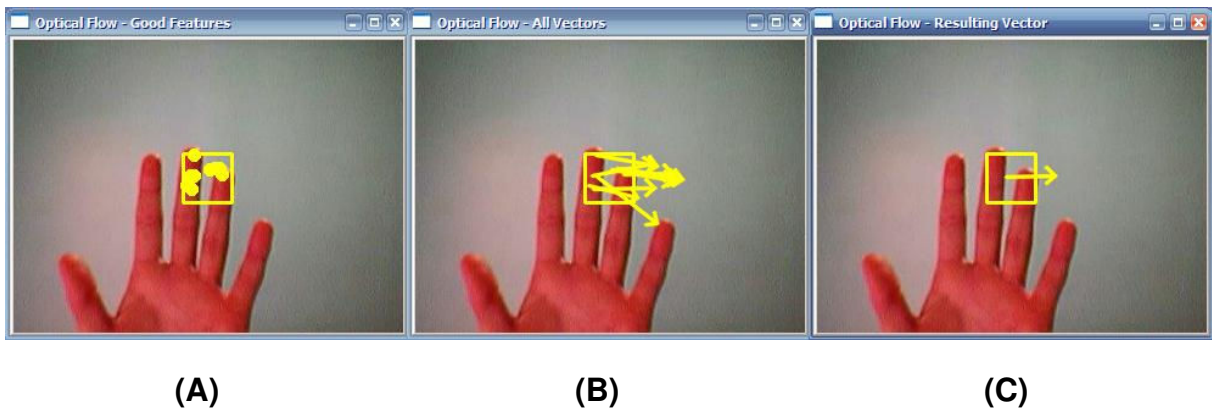 Optical Flow - Good Features
Optical Flow - All Vectors
Optical Flow - Resulting Vector
(A)
(B)
(C)